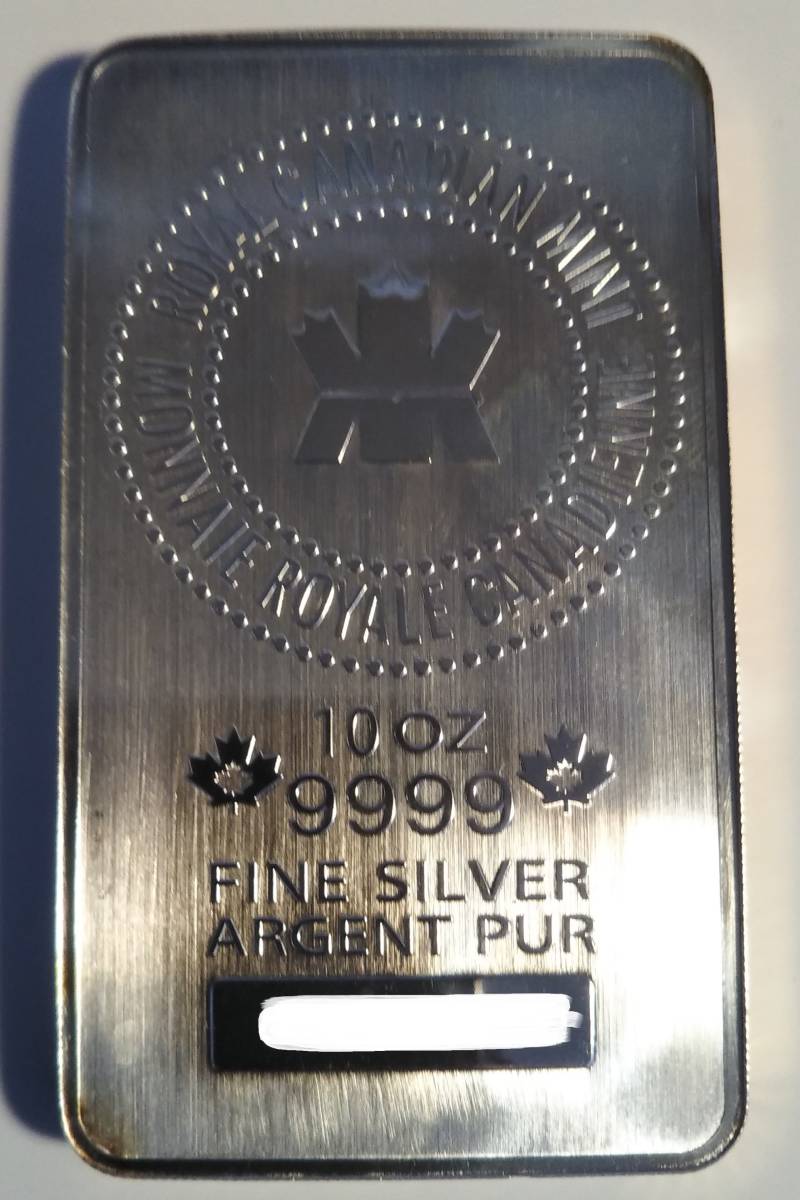 ROYAL CANADIAN MINT
MONNAIE ROYALE CANADIENNE
10 OZ
9999
FINE SILVER
ARGENT PUR